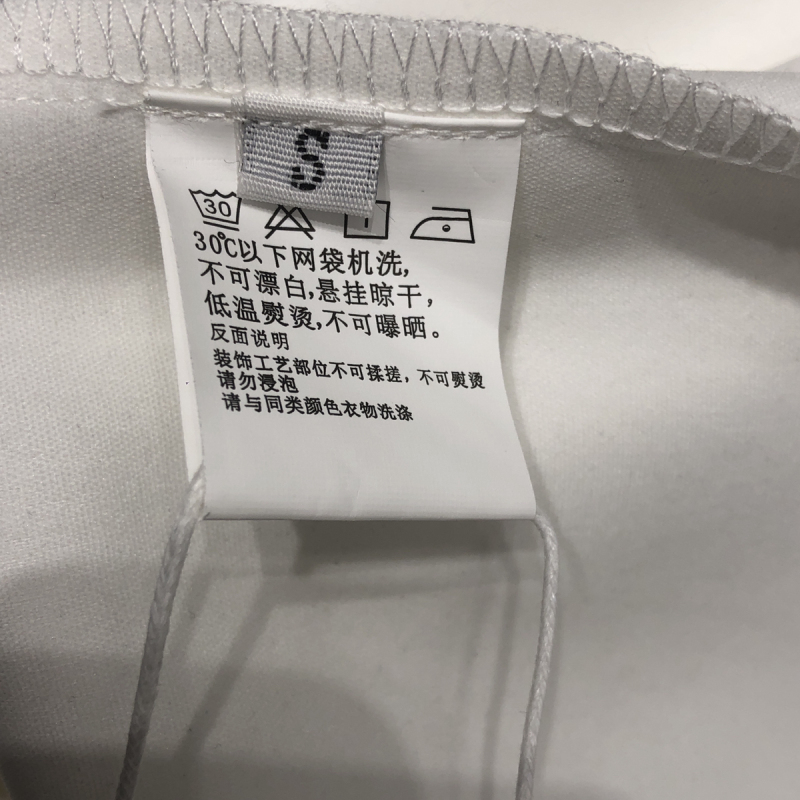 S
30
30℃以下网袋机洗,
不可漂白,悬挂晾干,
低温熨烫,不可曝晒。
反面说明
装饰工艺部位不可揉搓，不可熨烫
请勿浸泡
请与同类颜色衣物洗涤